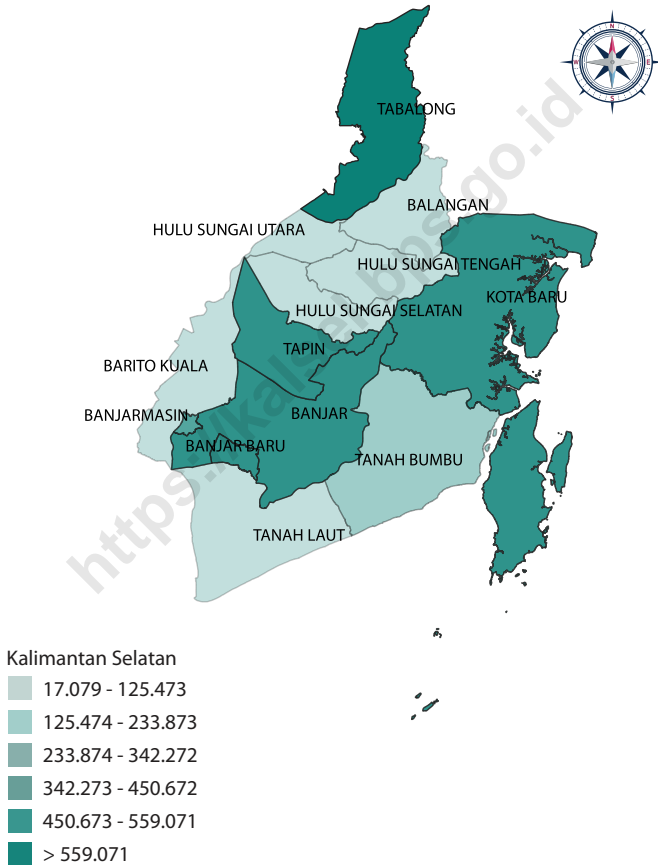 N
W
E
S
TABALONG
BALANGAN
HULU SUNGAI UTARA
HULU SUNGAI TENGAH
KOTA BARU
HULU SUNGAI SELATAN
TAPIN
BARITO KUALA
BANJARMASIN
BANJAR
BANJAR BARU
TANAH BUMBU
TANAH LAUT
https://kalsel.bps.go.id
Kalimantan Selatan
17.079 - 125.473
125.474 - 233.873
233.874 - 342.272
342.273 - 450.672
450.673 - 559.071
> 559.071